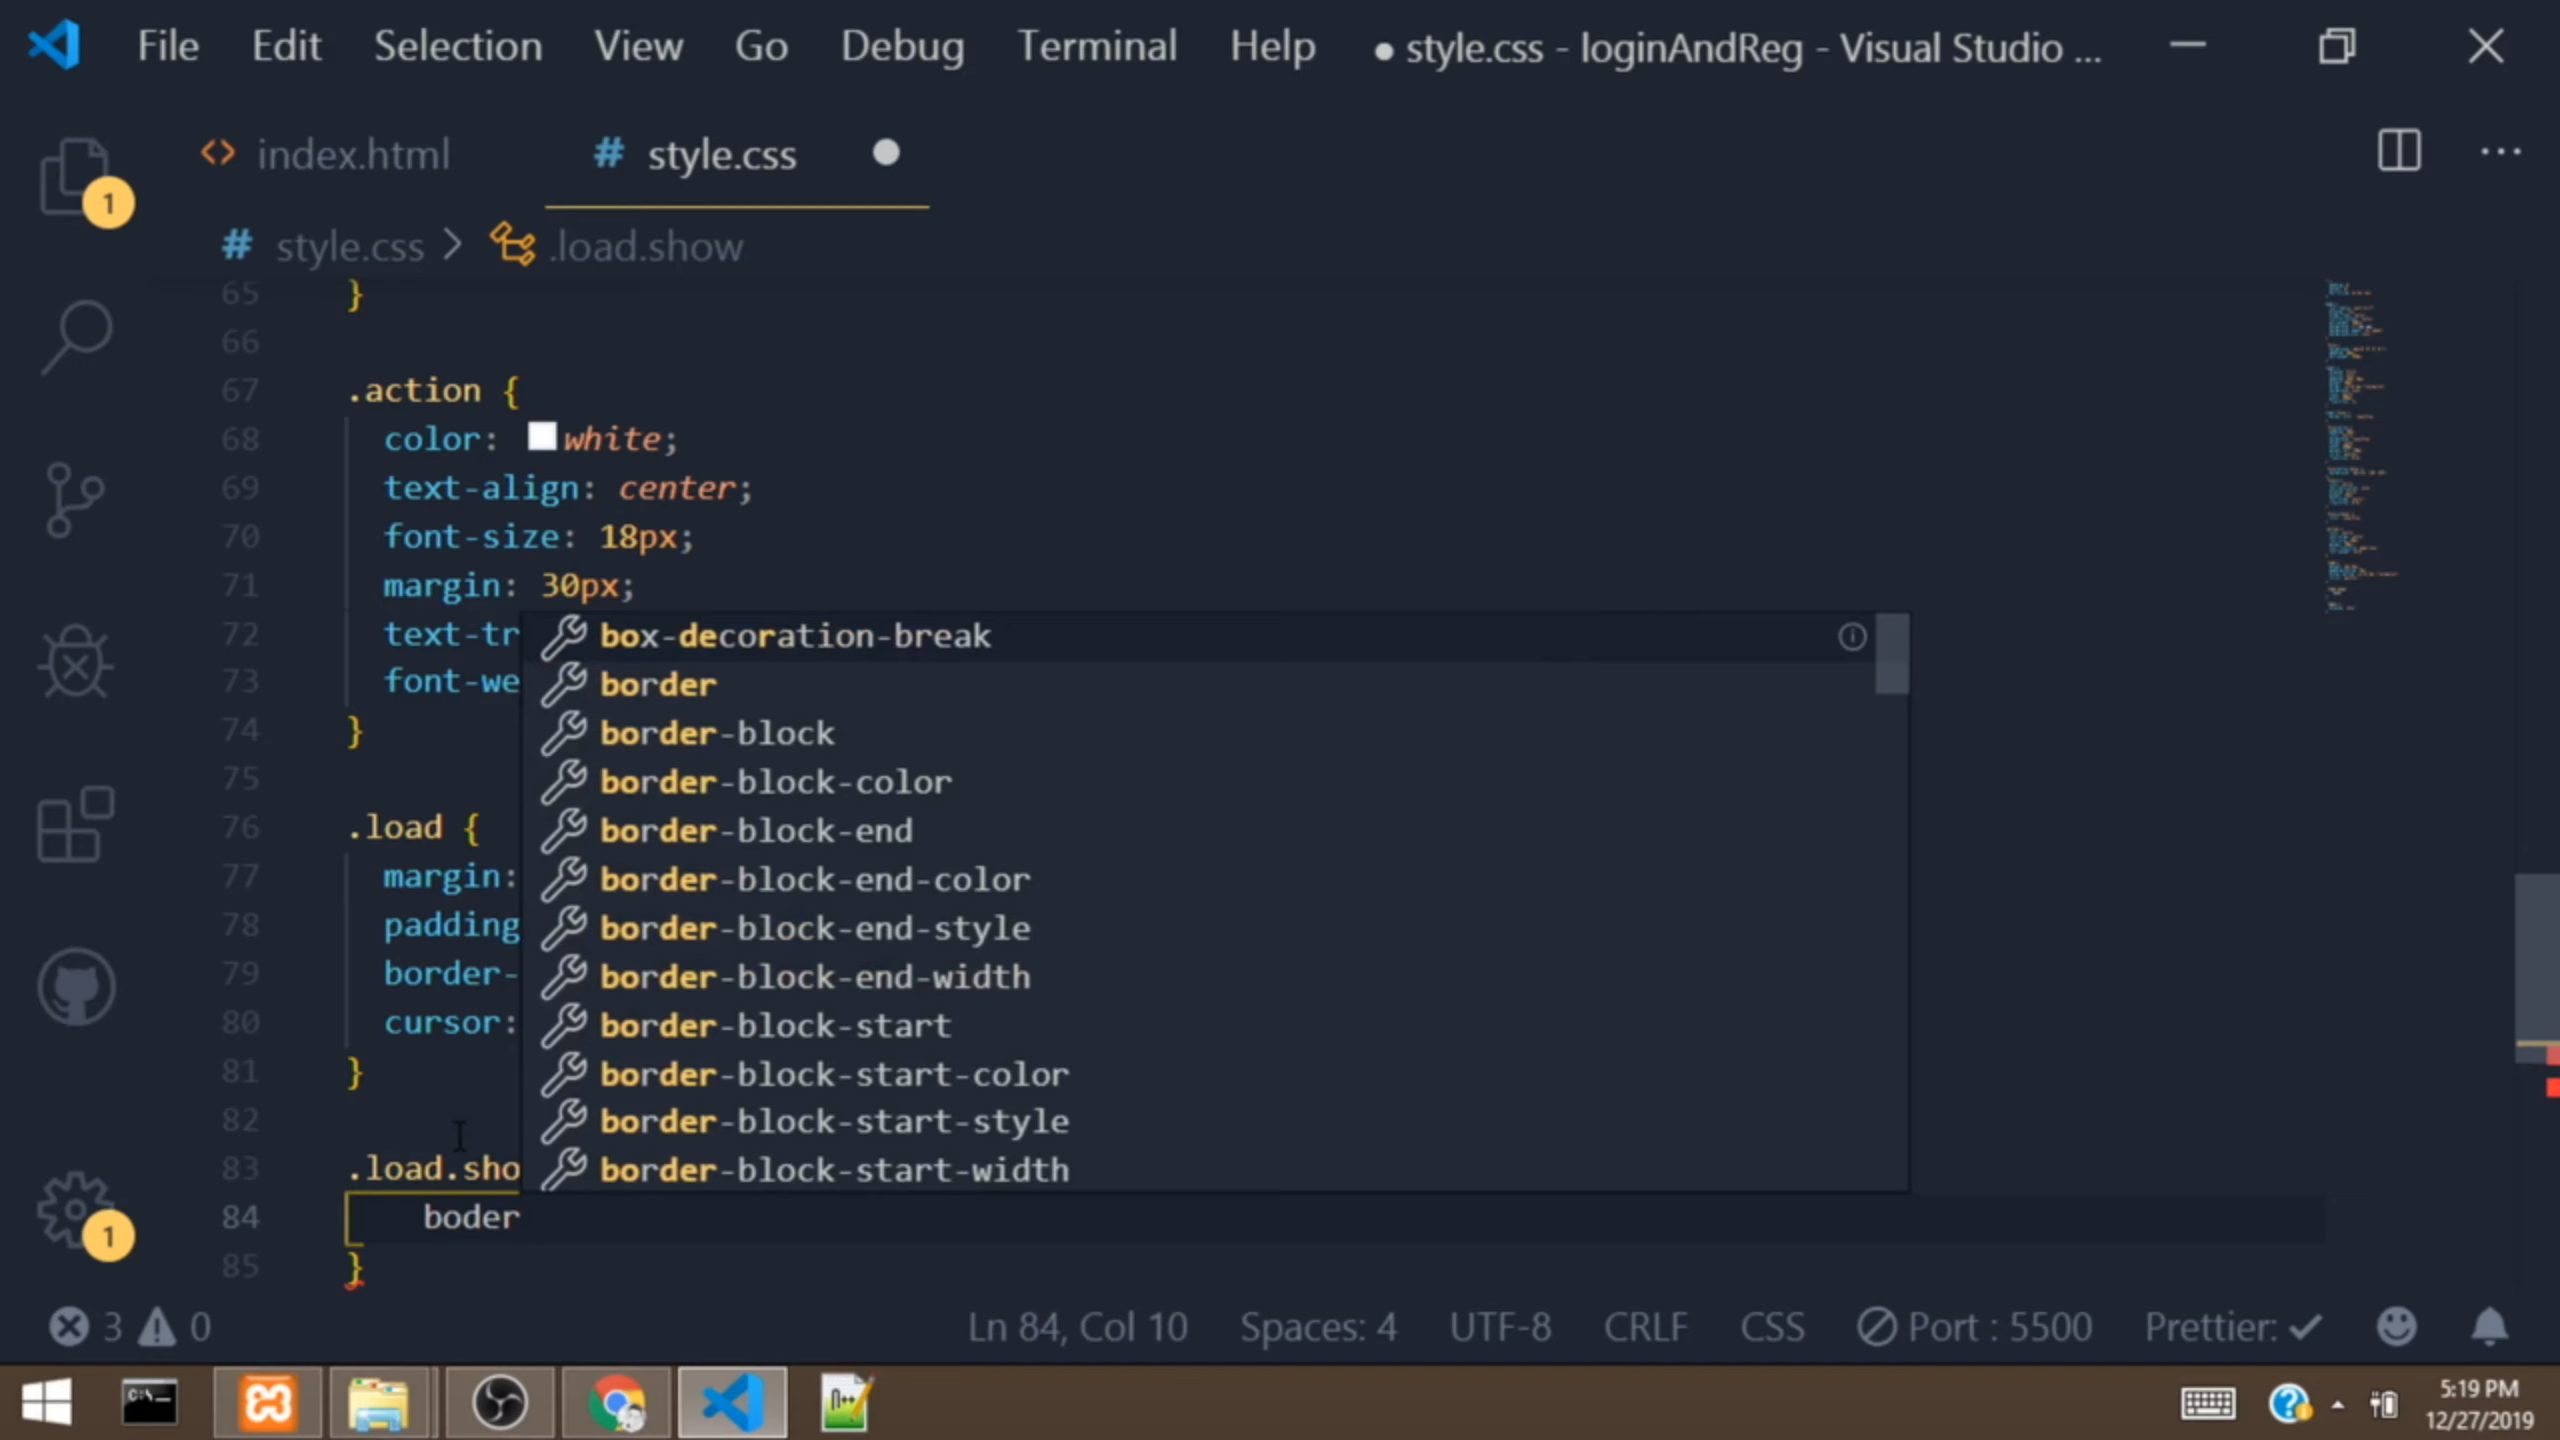 File Edit Selection View Go Debug Terminal Help ● style.css - loginAndReg - Visual Studio ...
<> index.html # style.css
1
# style.css > .load.show
65 }
66
67 .action {
68 color: white;
69 text-align: center;
70 font-size: 18px;
71 margin: 30px;
72 text-tr
box-decoration-break
border
73 font-we
border-block
74 }
border-block-color
75
border-block-end
76 .load {
border-block-end-color
77 margin:
border-block-end-style
78 padding
border-block-end-width
79 border-
border-block-start
80 cursor:
border-block-start-color
81 }
border-block-start-style
82
border-block-start-width
83 .load.sho
84 boder
1
85 }
3 0 Ln 84, Col 10 Spaces: 4 UTF-8 CRLF CSS Port : 5500 Prettier: ✓
C:\_ n++ 5:19 PM
12/27/2019